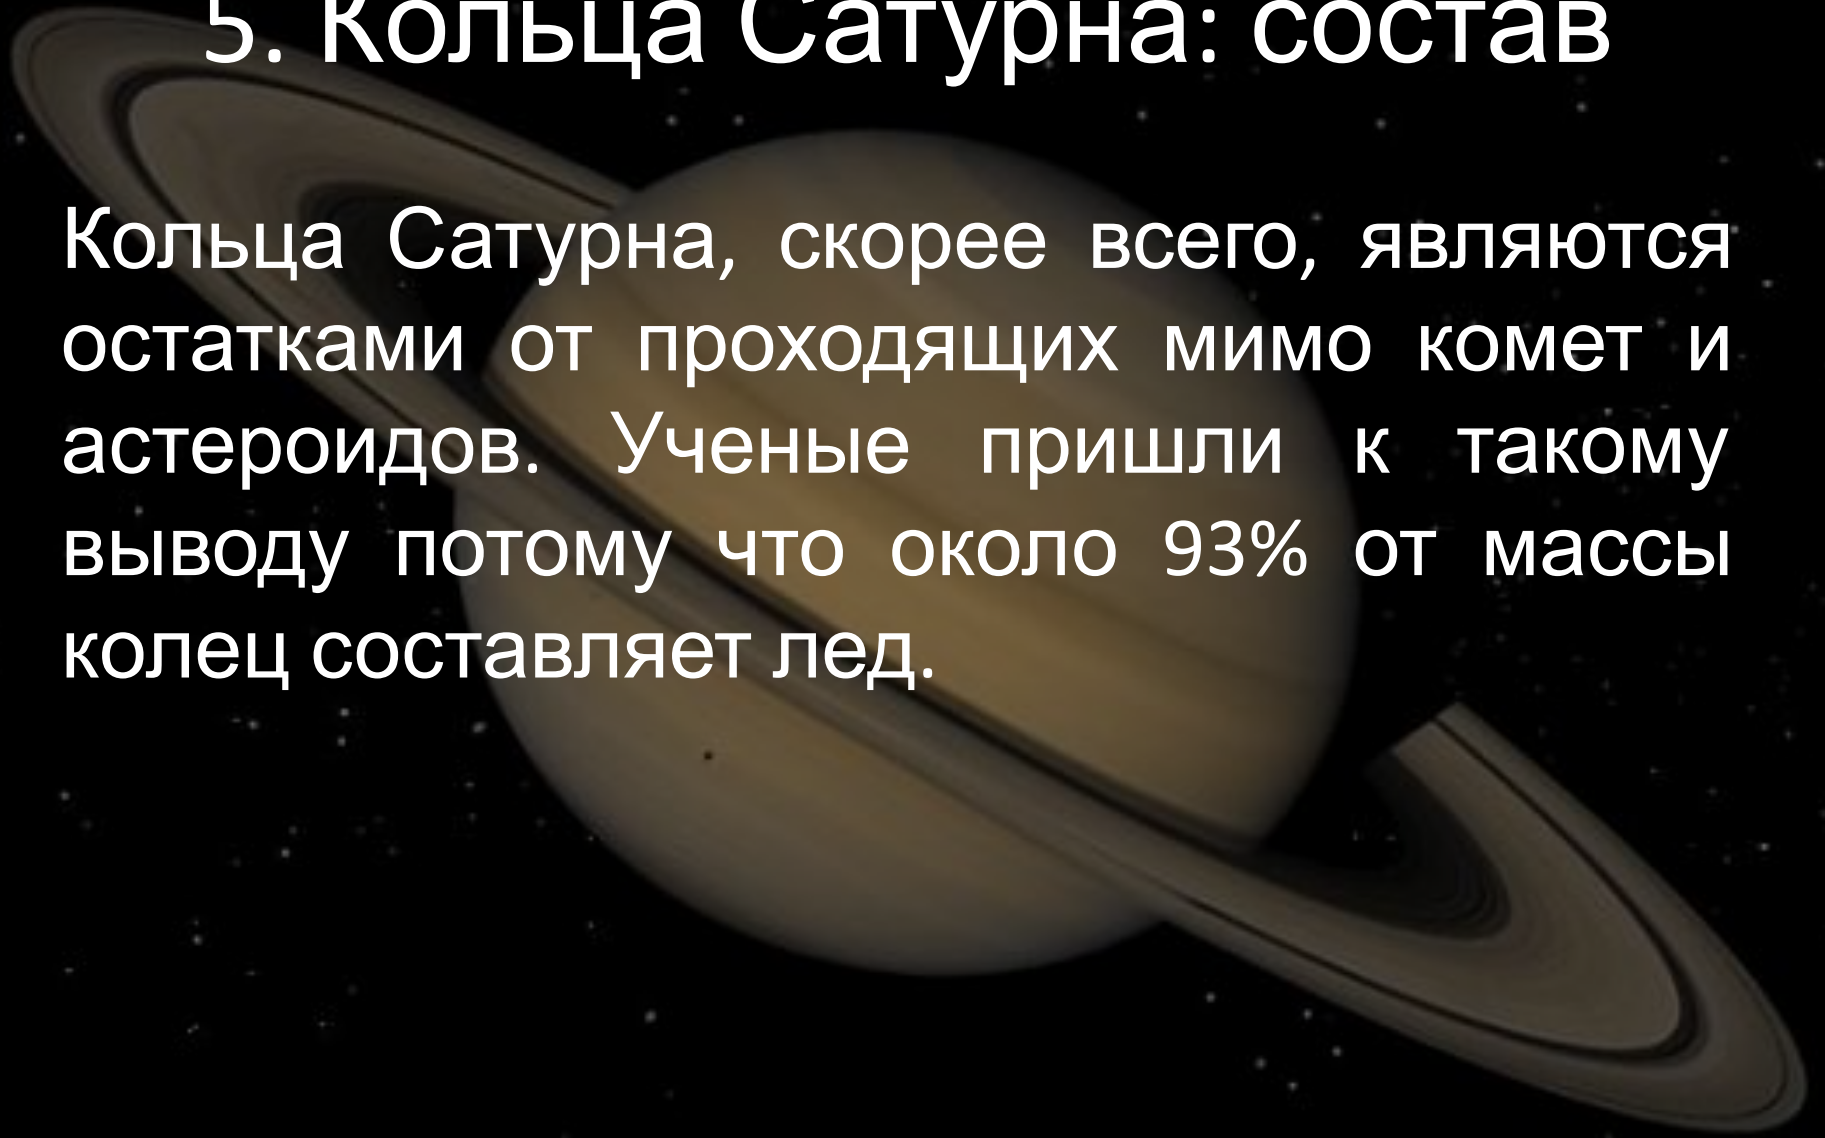 5. Кольца Сатурна: состав
Кольца Сатурна, скорее всего, являются
остатками от проходящих мимо комет и
астероидов. Ученые пришли к такому
выводу потому что около 93% от массы
колец составляет лед.